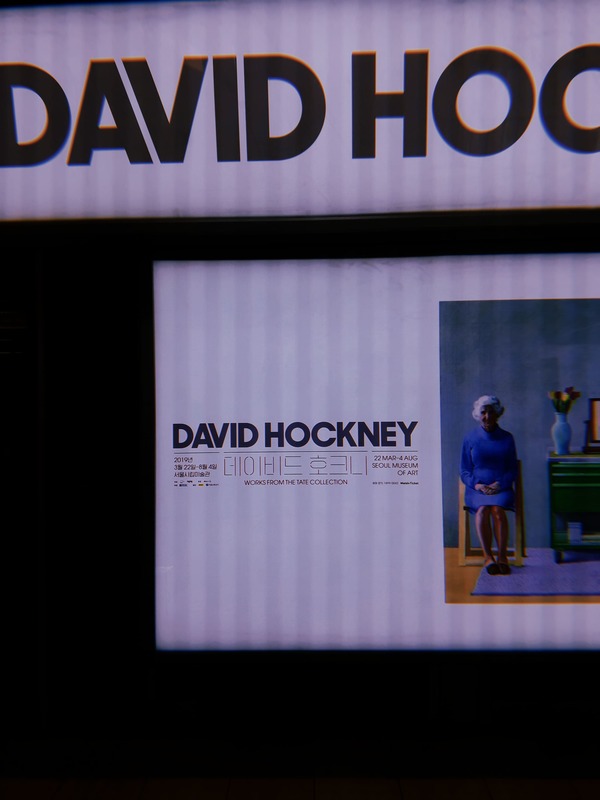 DAVID HOC
DAVID HOCKNEY
2019년
3월 22일-8월 4일
서울시립미술관
데이비드 호크니
22 MAR-4 AUG
SEOUL MUSEUM
OF ART
WORKS FROM THE TATE COLLECTION